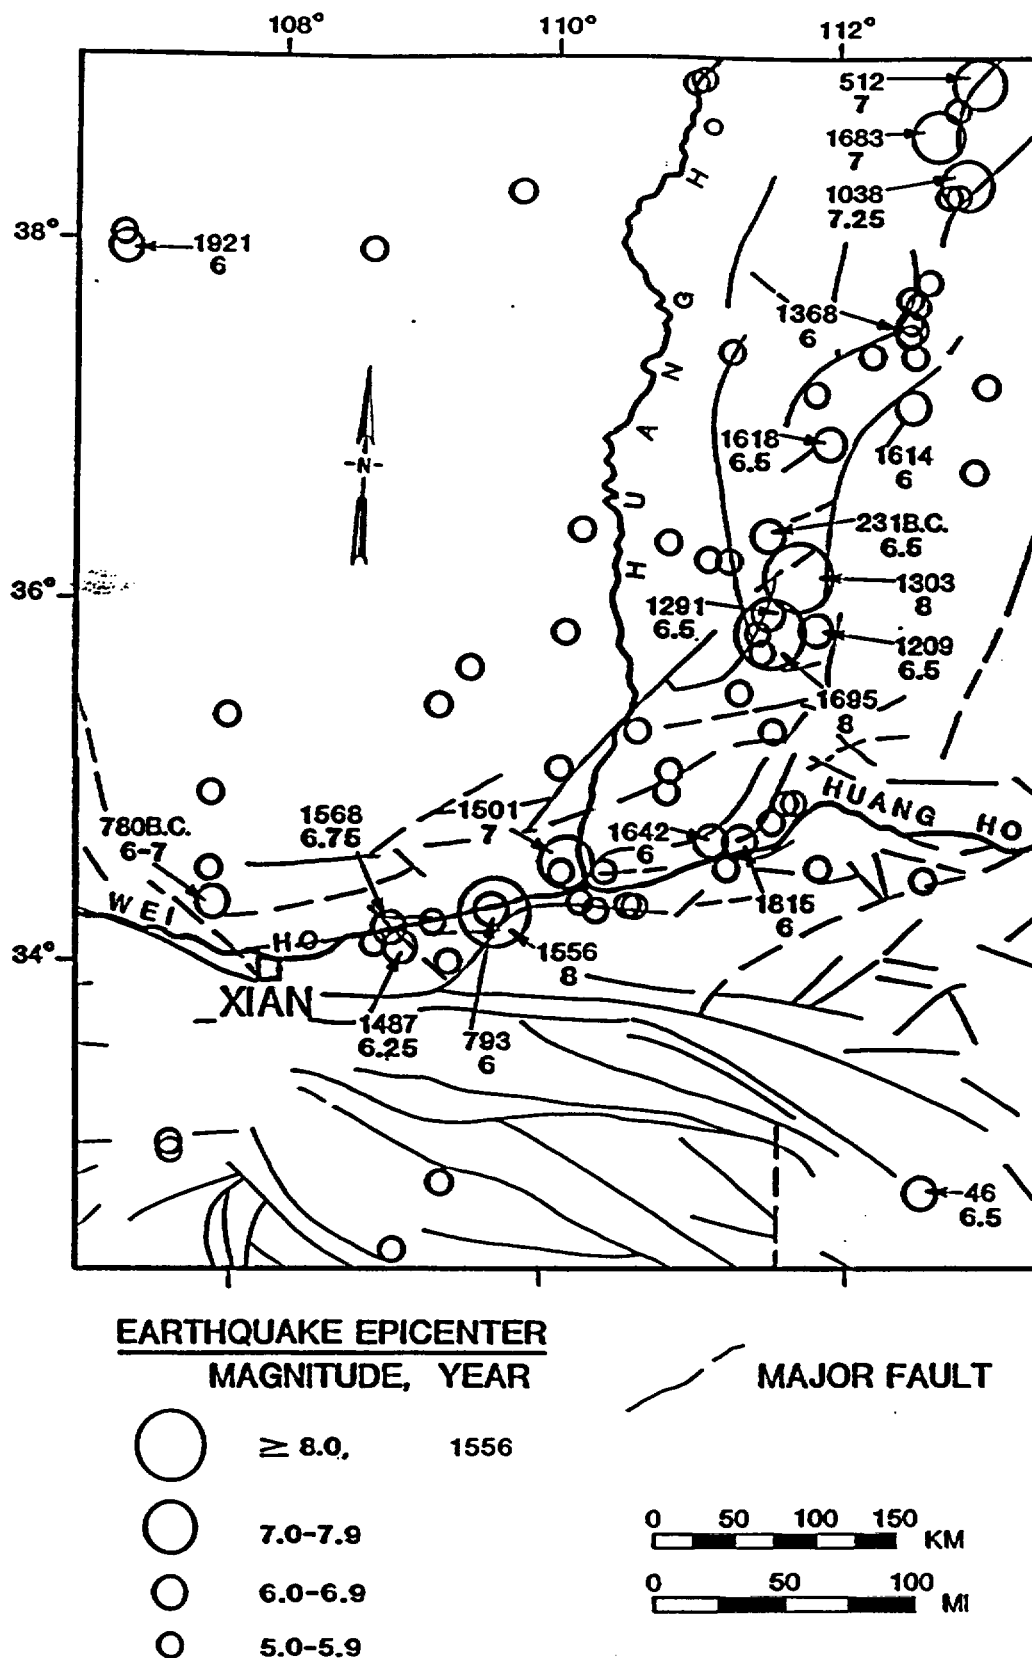 108° 110° 112°
512
7
1683
7
1038
7.25
38°
1921
6
1368
6
N
1618
6.5
1614
6
231B.C.
6.5
36°
1303
8
1291
6.5
1209
6.5
1695
8
HUANG H
HUANG HO
1568
6.75
1501
7
780B.C.
6-7
1642
6
1815
6
WEI HO
34°
1556
8
XIAN
1487
6.25
793
6
46
6.5
EARTHQUAKE EPICENTER
MAGNITUDE, YEAR
MAJOR FAULT
≥ 8.0, 1556
7.0-7.9
6.0-6.9
5.0-5.9
0 50 100 150
KM
0 50 100
MI